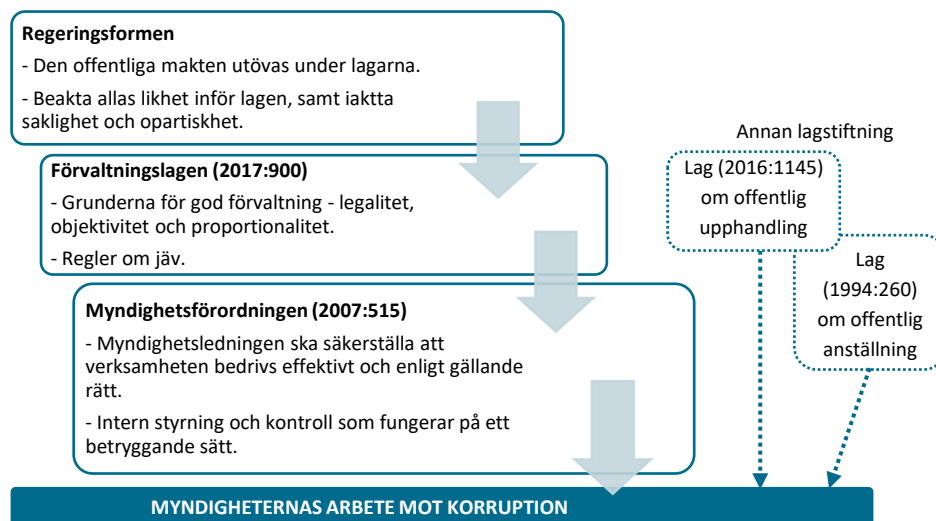 Regeringsformen
- Den offentliga makten utövas under lagarna.
- Beakta allas likhet inför lagen, samt iaktta
saklighet och opartiskhet.
Förvaltningslagen (2017:900)
- Grunderna för god förvaltning - legalitet,
objektivitet och proportionalitet.
- Regler om jäv.
Myndighetsförordningen (2007:515)
- Myndighetsledningen ska säkerställa att
verksamheten bedrivs effektivt och enligt gällande
rätt.
- Intern styrning och kontroll som fungerar på ett
betryggande sätt.
Annan lagstiftning
Lag (2016:1145)
om offentlig
upphandling
Lag
(1994:260)
om offentlig
anställning
MYNDIGHETERNAS ARBETE MOT KORRUPTION